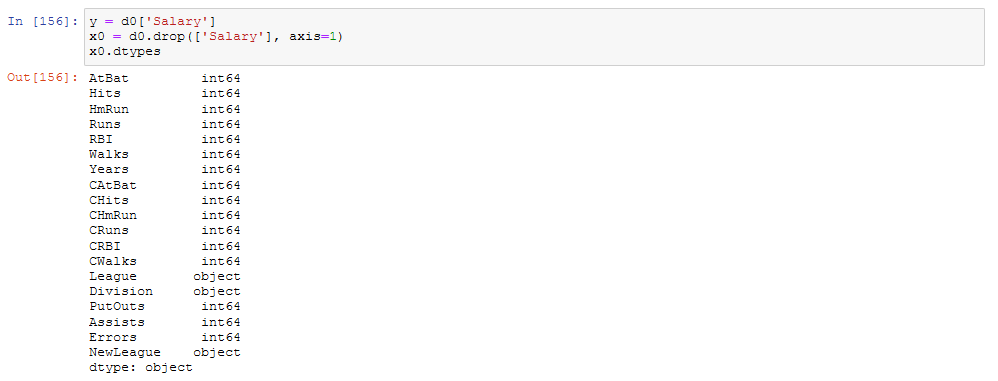 In [156]: y = d0['Salary']
x0 = d0.drop(['Salary'], axis=1)
x0.dtypes
Out[156]: AtBat int64
Hits int64
HmRun int64
Runs int64
RBI int64
Walks int64
Years int64
CAtBat int64
CHits int64
CHmRun int64
CRuns int64
CRBI int64
CWalks int64
League object
Division object
PutOuts int64
Assists int64
Errors int64
NewLeague object
dtype: object